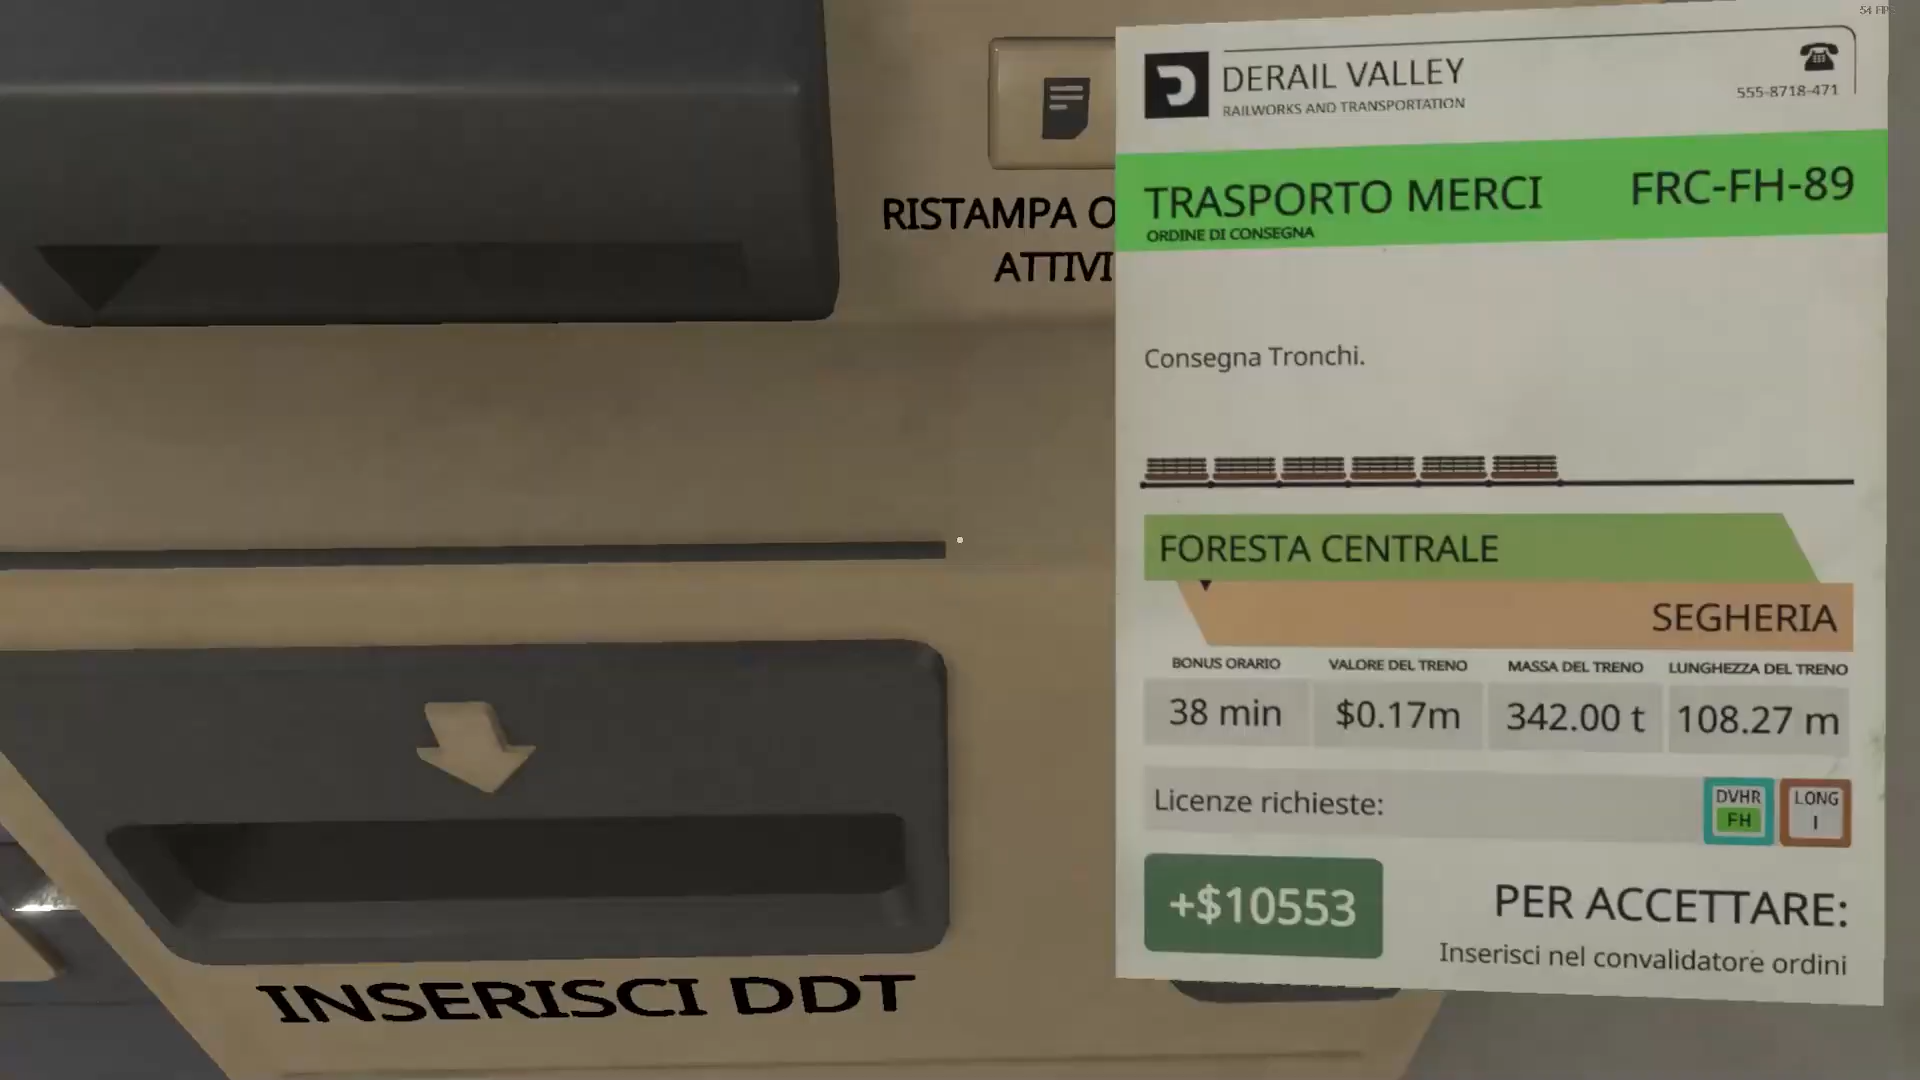 54 FP
DERAIL VALLEY
RAILWORKS AND TRANSPORTATION
555-8718-471
TRASPORTO MERCI
FRC-FH-89
ORDINE DI CONSEGNA
RISTAMPA O
ATTIVI
Consegna Tronchi.
FORESTA CENTRALE
SEGHERIA
BONUS ORARIO VALORE DEL TRENO MASSA DEL TRENO LUNGHEZZA DEL TRENO
38 min $0.17m 342.00 t 108.27 m
Licenze richieste:
DVHR
FH
LONG
I
+$10553
PER ACCETTARE:
Inserisci nel convalidatore ordini
INSERISCI DDT